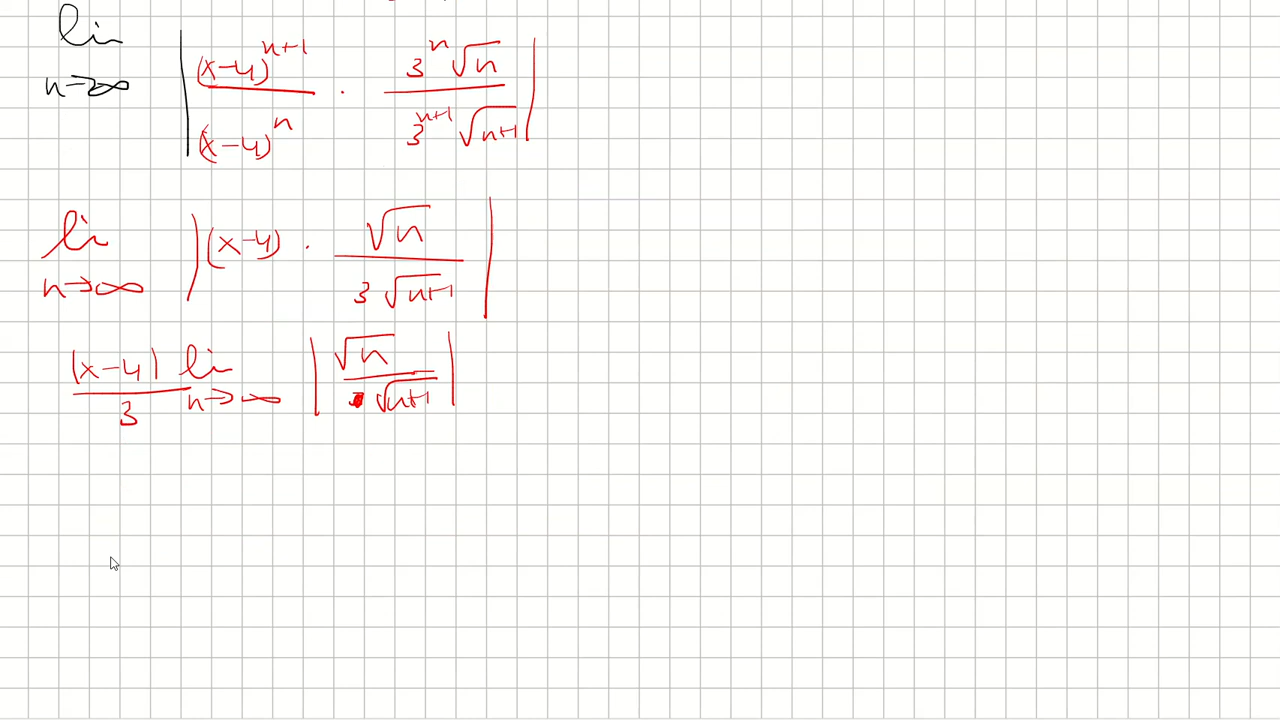 lim n→∞ | (x-4)^{n+1} / (x-4)^n · 3^n √n / 3^{n+1} √n+1 |
lim n→∞ | (x-4) · √n / 3 √n+1 |
|x-4| / 3 lim n→∞ | √n / √n+1 |